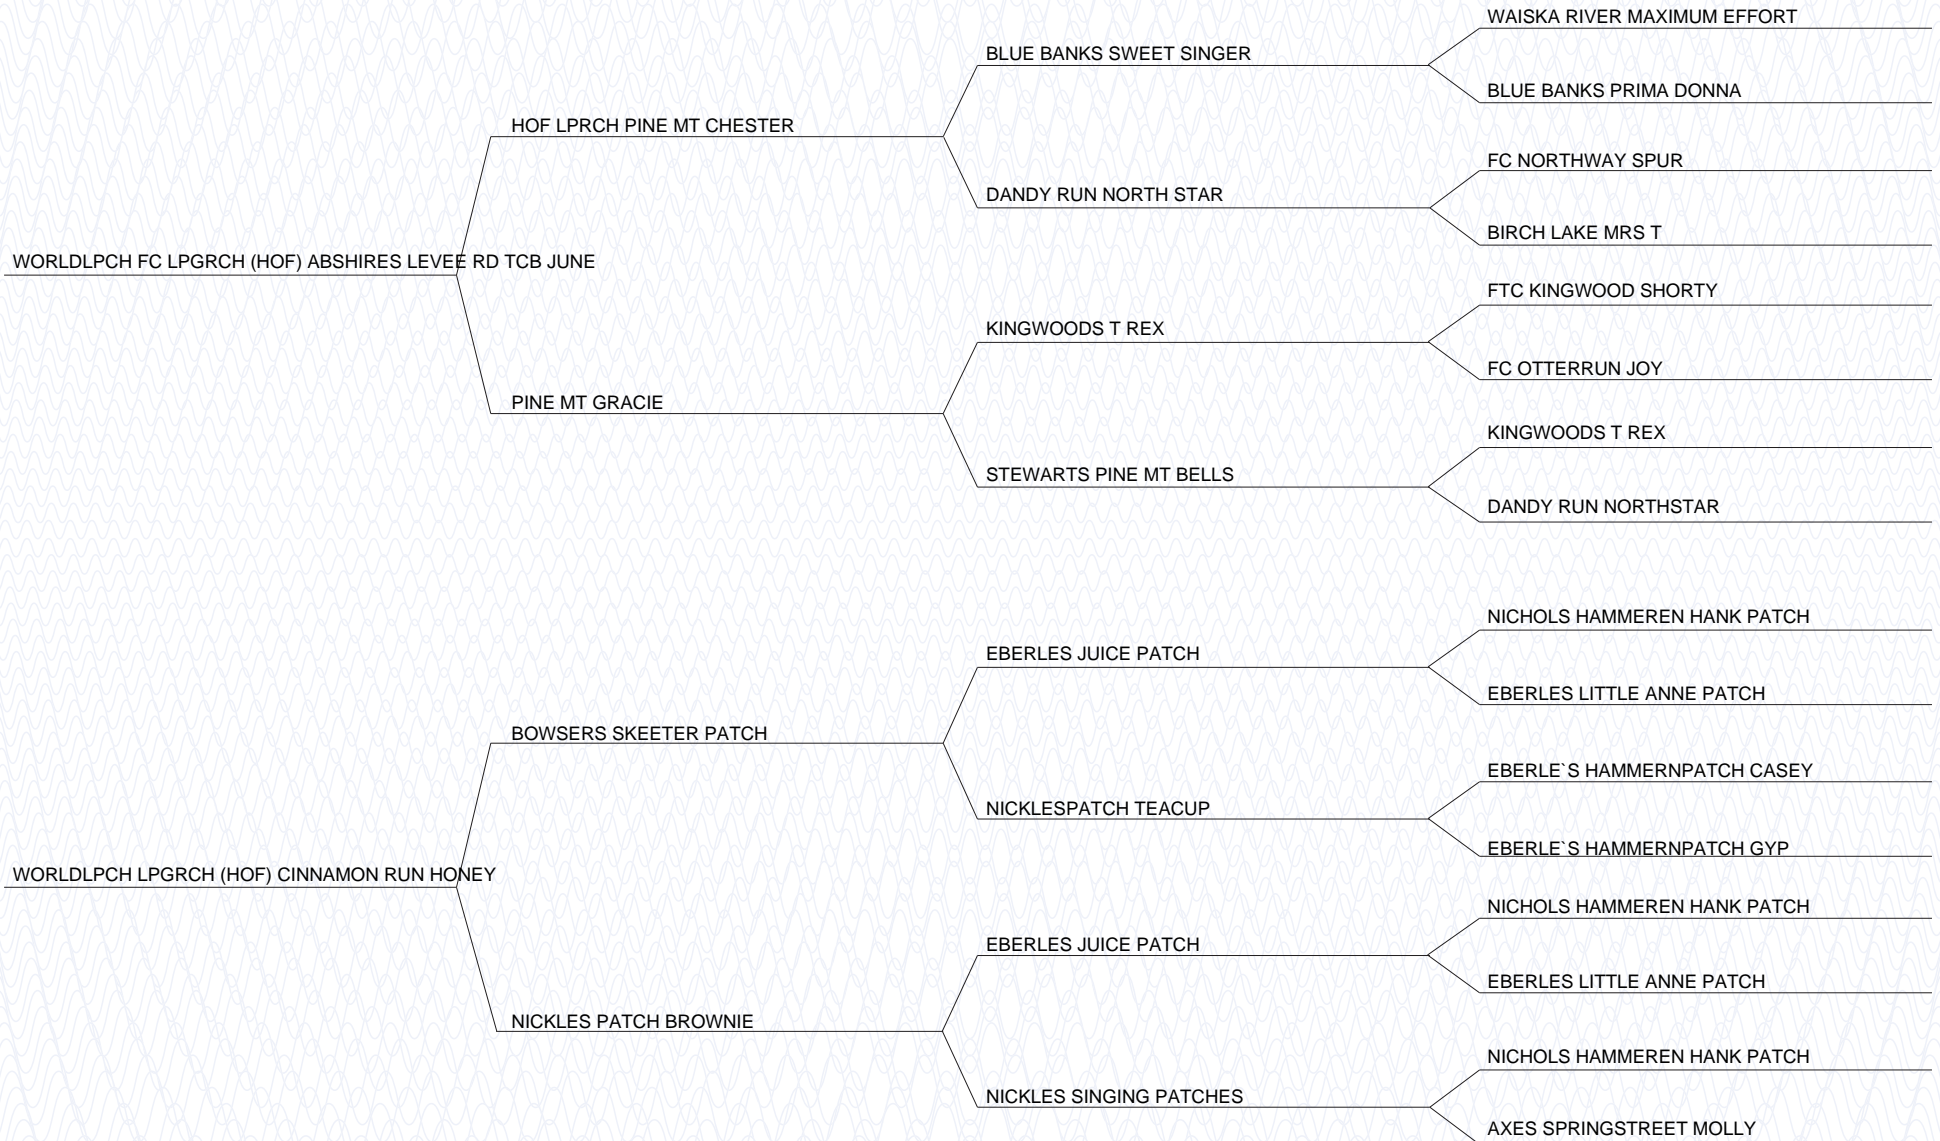 WAISKA RIVER MAXIMUM EFFORT
BLUE BANKS SWEET SINGER
BLUE BANKS PRIMA DONNA
HOF LPRCH PINE MT CHESTER
FC NORTHWAY SPUR
DANDY RUN NORTH STAR
BIRCH LAKE MRS T
WORLDLPCH FC LPGRCH (HOF) ABSHIRES LEVEE RD TCB JUNE
FTC KINGWOOD SHORTY
KINGWOODS T REX
FC OTTERRUN JOY
PINE MT GRACIE
KINGWOODS T REX
STEWARTS PINE MT BELLS
DANDY RUN NORTHSTAR
NICHOLS HAMMEREN HANK PATCH
EBERLES JUICE PATCH
EBERLES LITTLE ANNE PATCH
BOWSERS SKEETER PATCH
EBERLE`S HAMMERNPATCH CASEY
NICKLESPATCH TEACUP
EBERLE`S HAMMERNPATCH GYP
WORLDLPCH LPGRCH (HOF) CINNAMON RUN HONEY
NICHOLS HAMMEREN HANK PATCH
EBERLES JUICE PATCH
EBERLES LITTLE ANNE PATCH
NICKLES PATCH BROWNIE
NICHOLS HAMMEREN HANK PATCH
NICKLES SINGING PATCHES
AXES SPRINGSTREET MOLLY